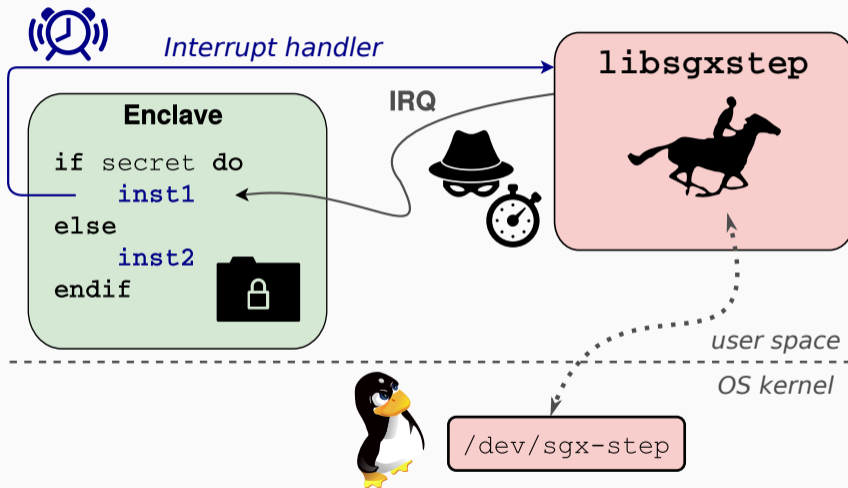 Interrupt handler
libsgxstep
IRQ
Enclave
if secret do
inst1
else
inst2
endif
user space
OS kernel
/dev/sgx-step